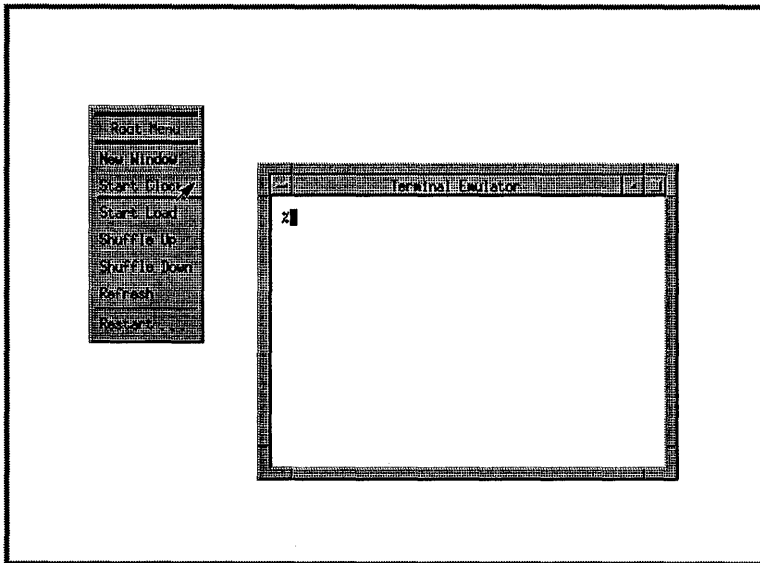 Root Menu
New Window
Start Clock
Start Load
Shuffle Up
Shuffle Down
Refresh
Restart...
Terminal Emulator
%